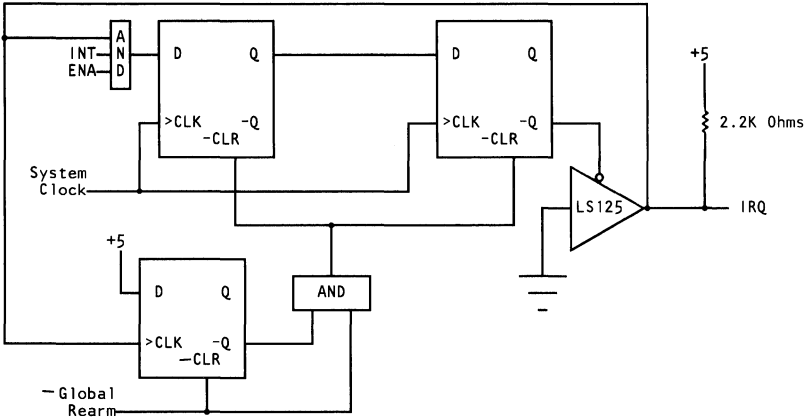 A
N
D
INT
ENA
D Q
>CLK -Q
-CLR
D Q
>CLK -Q
-CLR
+5
2.2K Ohms
System
Clock
LS125
IRQ
+5
D Q
>CLK -Q
-CLR
AND
- Global
Rearm